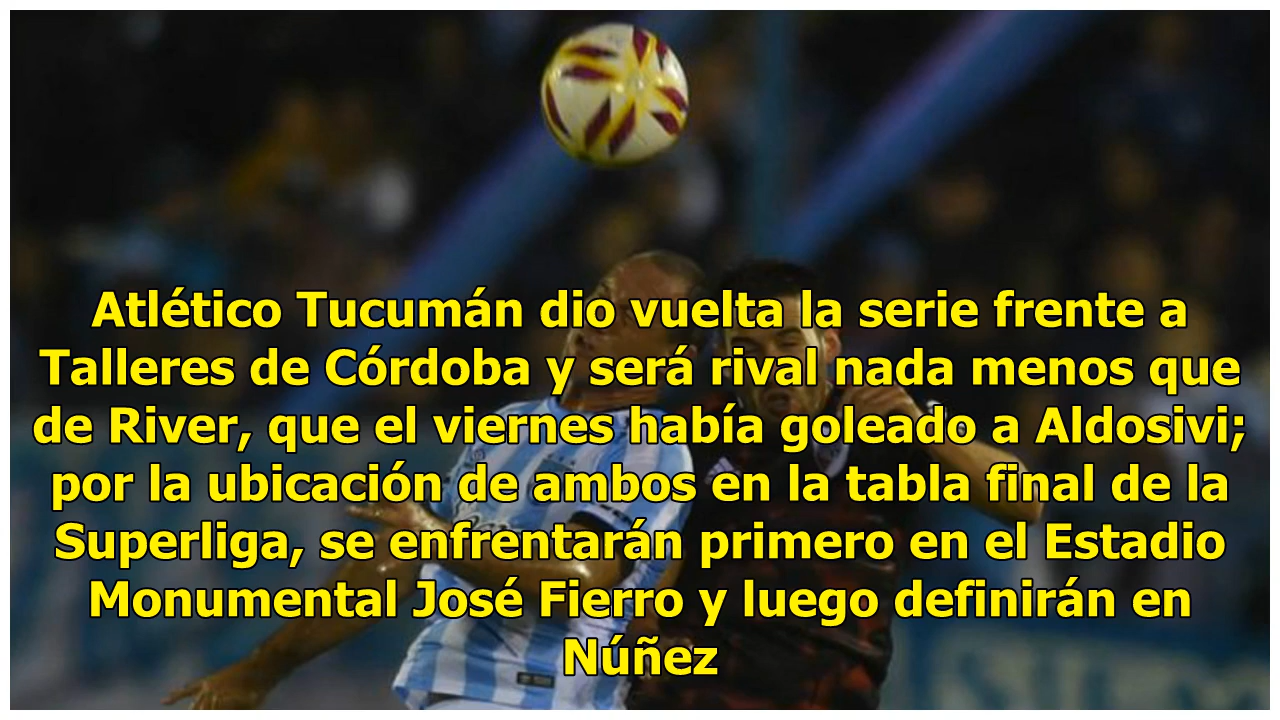 Atlético Tucumán dio vuelta la serie frente a
Talleres de Córdoba y será rival nada menos que
de River, que el viernes había goleado a Aldosivi;
por la ubicación de ambos en la tabla final de la
Superliga, se enfrentarán primero en el Estadio
Monumental José Fierro y luego definirán en
Núñez